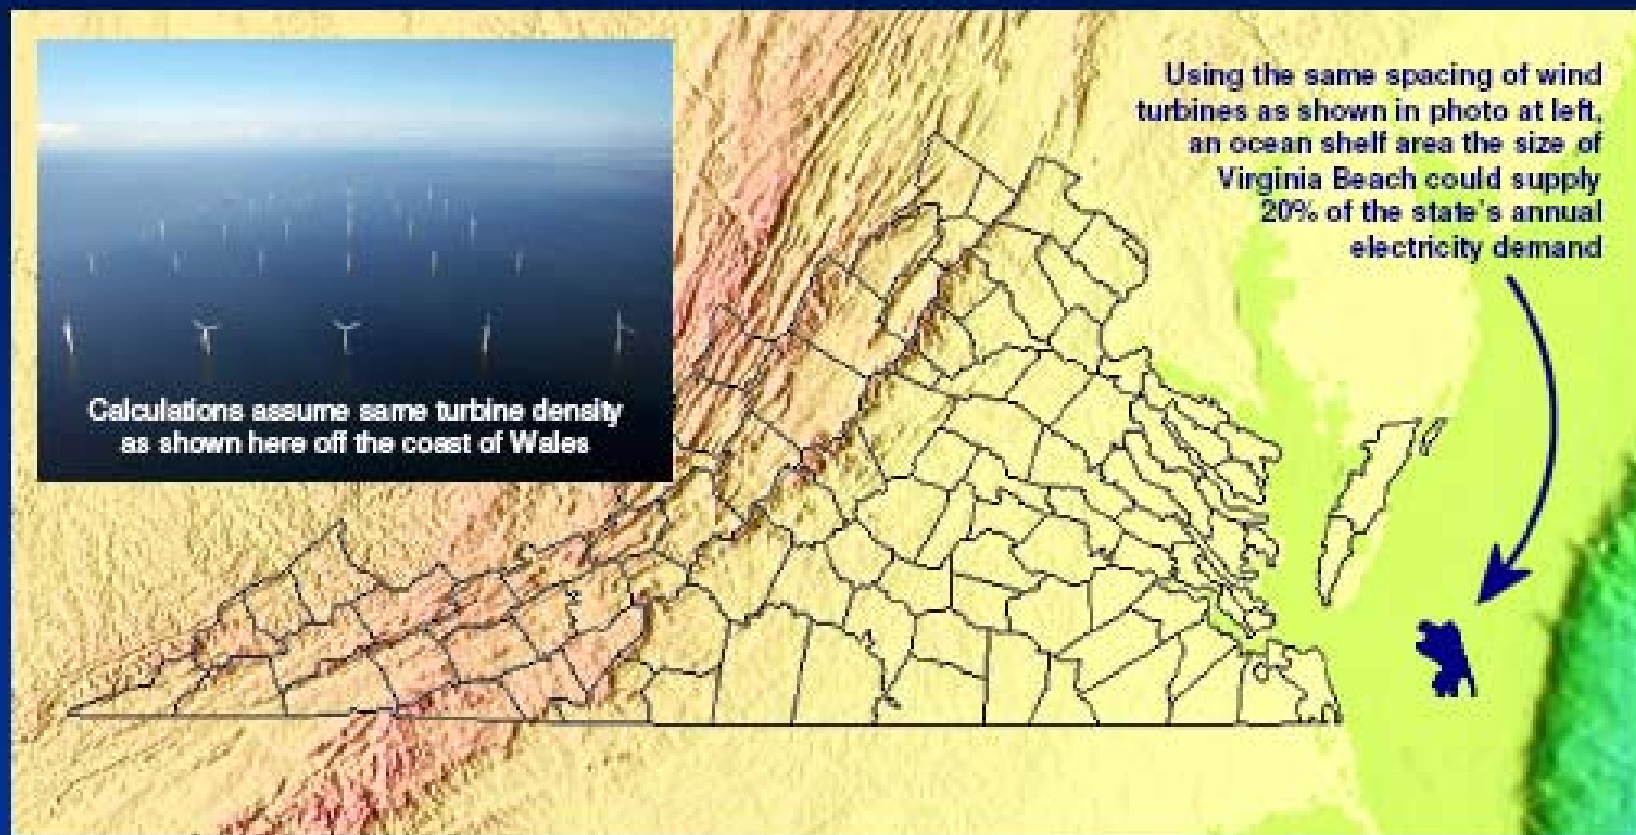 Using the same spacing of wind
turbines as shown in photo at left,
an ocean shelf area the size of
Virginia Beach could supply
20% of the state's annual
electricity demand
Calculations assume same turbine density
as shown here off the coast of Wales